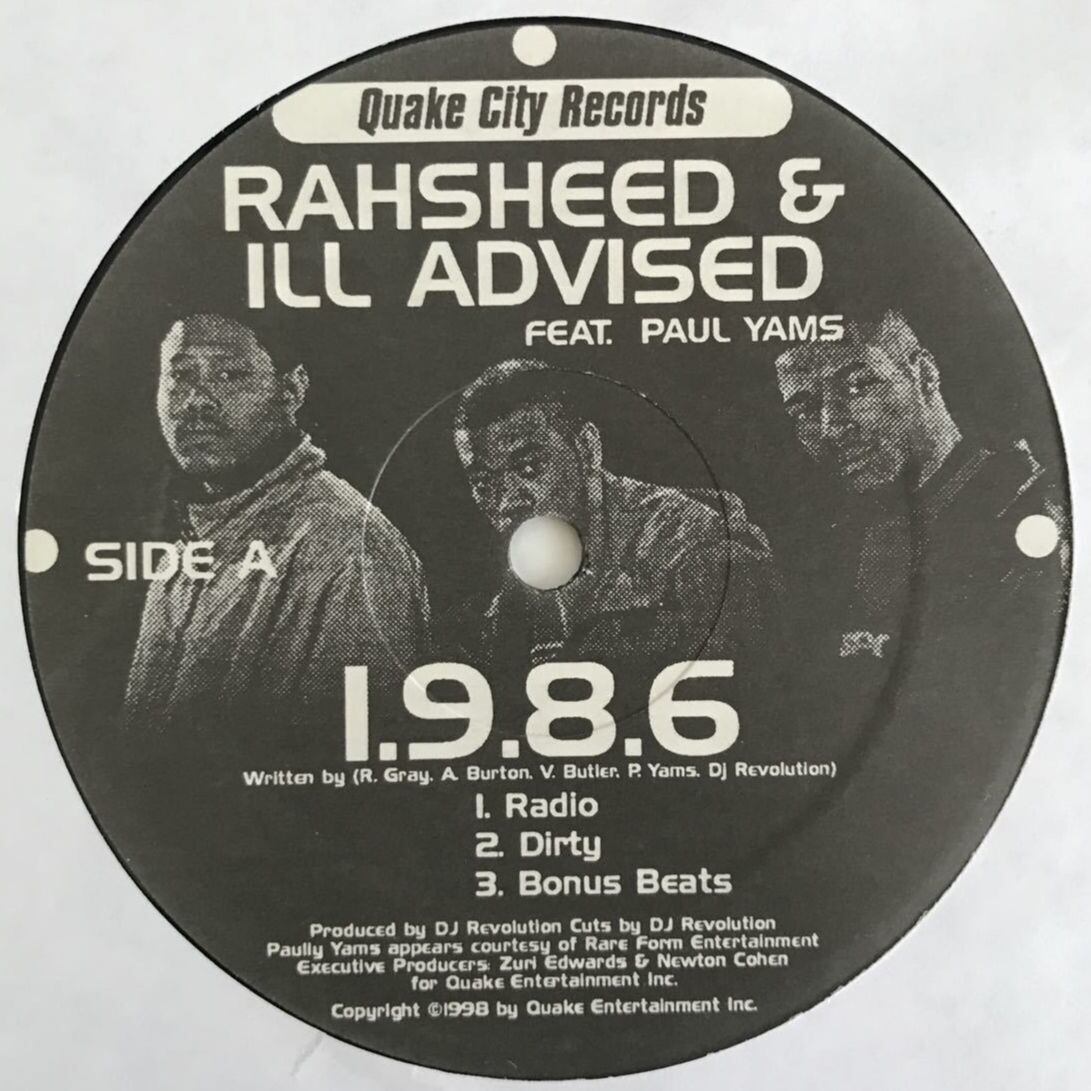 Quake City Records
RAHSHEED &
ILL ADVISED
FEAT. PAUL YAMS
SIDE A
1.9.8.6
Written by (R. Gray. A. Burton. V. Butler. P. Yams. Dj Revolution)
1. Radio
2. Dirty
3. Bonus Beats
Produced by DJ Revolution Cuts by DJ Revolution
Paully Yams appears courtesy of Rare Form Entertainment
Executive Producers: Zuri Edwards & Newton Cohen
for Quake Entertainment Inc.
Copyright ©1998 by Quake Entertainment Inc.